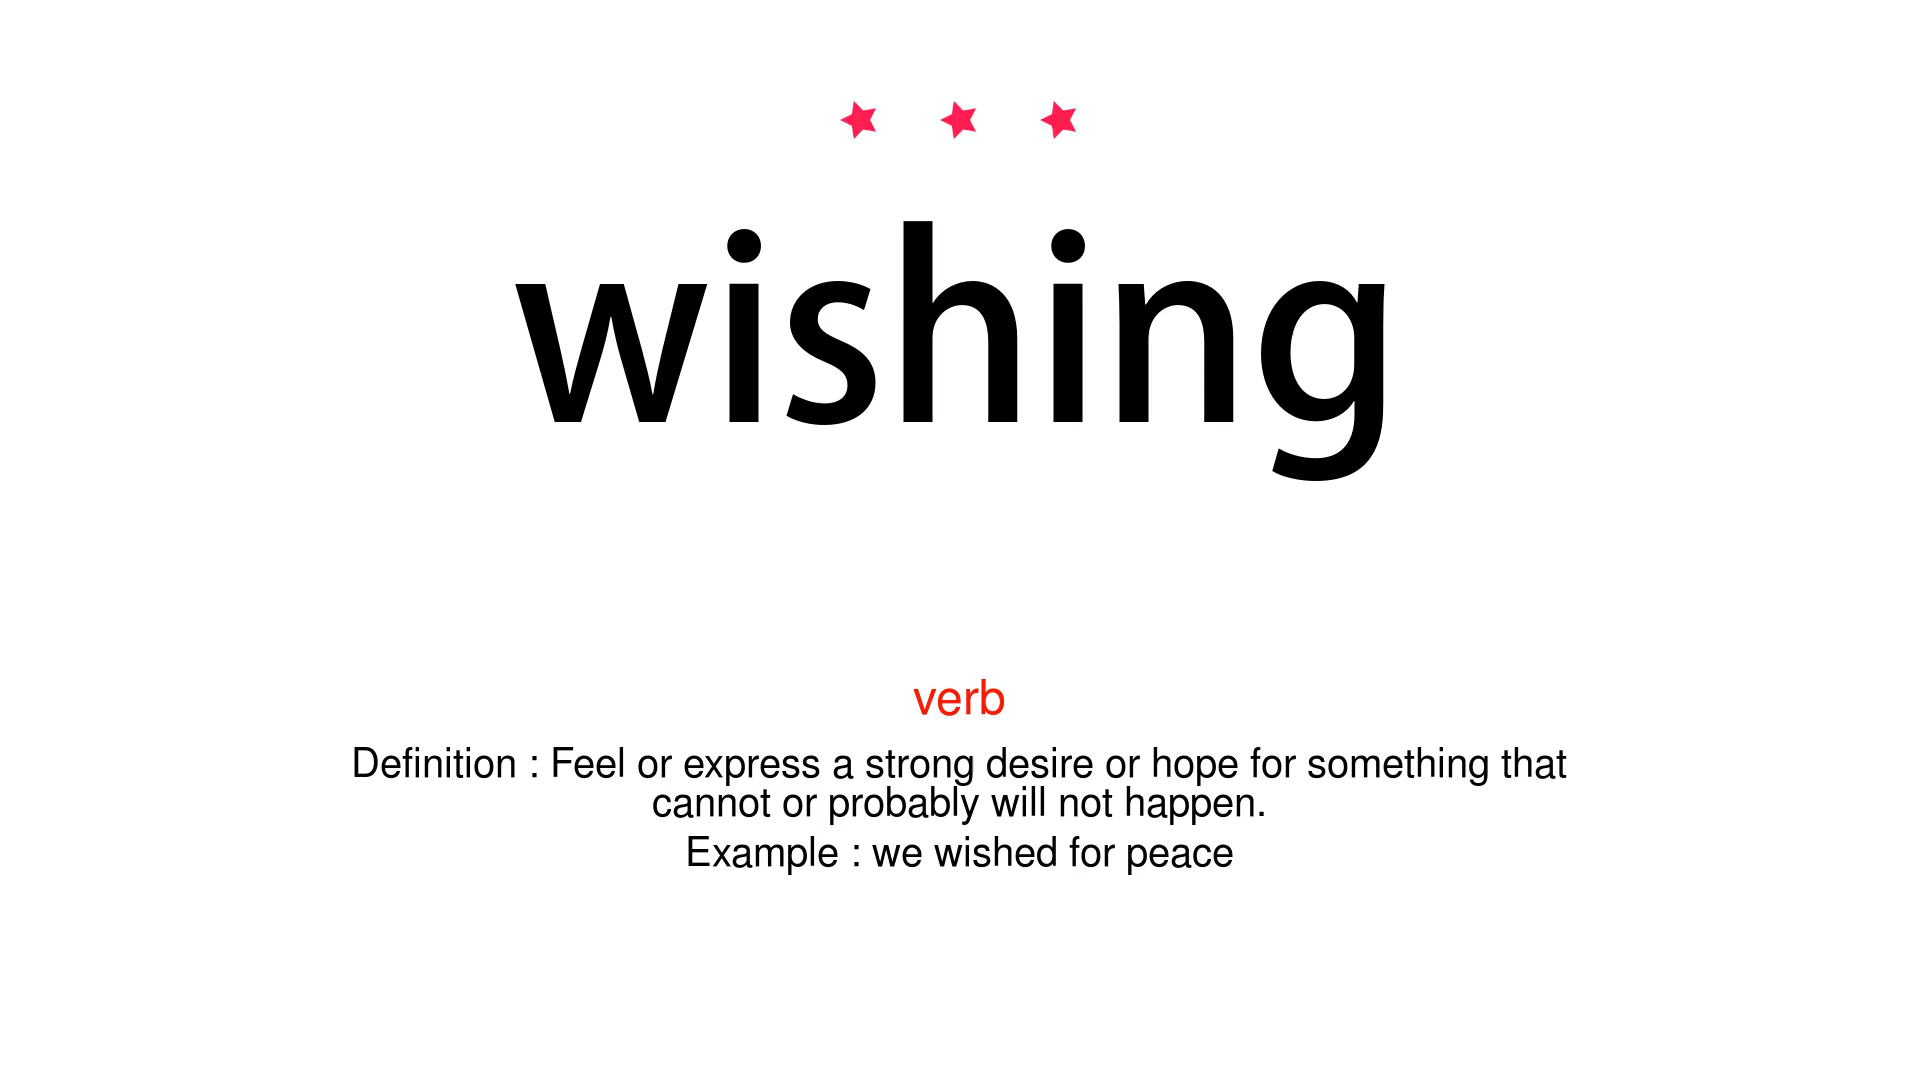 wishing
verb
Definition : Feel or express a strong desire or hope for something that
cannot or probably will not happen.
Example : we wished for peace